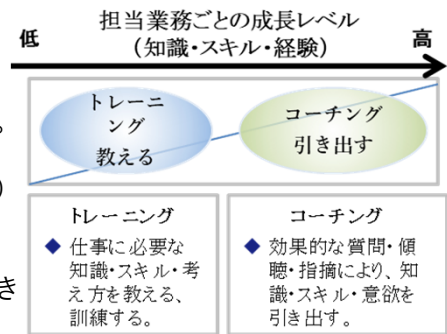 担当業務ごとの成長レベル
低
（知識・スキル・経験）
高
トレーニ
ング
教える
コーチング
引き出す
。
）
き
トレーニング
◆ 仕事に必要な
知識・スキル・考
え方を教える、
訓練する。
コーチング
◆ 効果的な質問・傾
聴・指摘により、知
識・スキル・意欲を
引き出す。